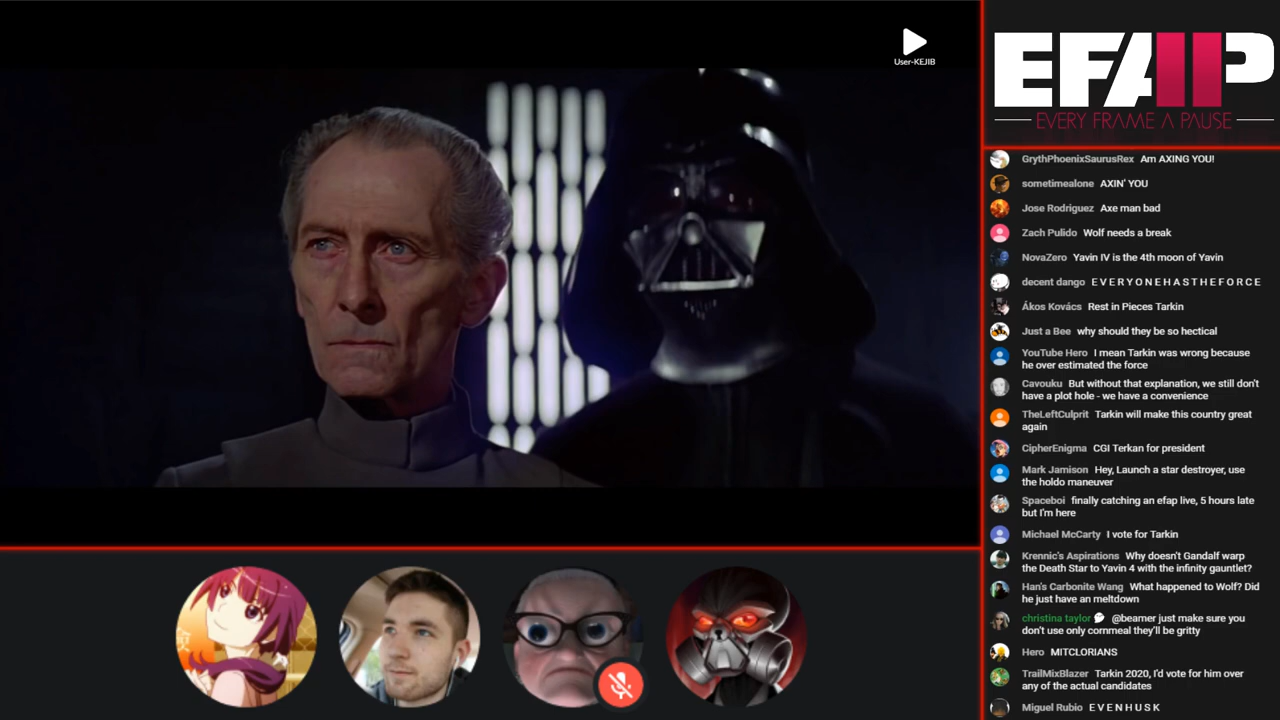 User-KEJIB
EFAP
EVERY FRAME A PAUSE
GrythPhoenixSaurusRex Am AXING YOU!
sometimealone AXIN' YOU
Jose Rodriguez Axe man bad
Zach Pulido Wolf needs a break
NovaZero Yavin IV is the 4th moon of Yavin
decent dango E V E R Y O N E H A S T H E F O R C E
Ákos Kovács Rest in Pieces Tarkin
Just a Bee why should they be so hectical
YouTube Hero I mean Tarkin was wrong because
he over estimated the force
Cavouku But without that explanation, we still don't
have a plot hole - we have a convenience
TheLeftCulprit Tarkin will make this country great
again
CipherEnigma CGI Terkan for president
Mark Jamison Hey, Launch a star destroyer, use
the holdo maneuver
Spaceboi finally catching an efap live, 5 hours late
but I'm here
Michael McCarty I vote for Tarkin
Krennic's Aspirations Why doesn't Gandalf warp
the Death Star to Yavin 4 with the infinity gauntlet?
Han's Carbonite Wang What happened to Wolf? Did
he just have an meltdown
christina taylor @beamer just make sure you
don't use only cornmeal they'll be gritty
Hero MITCLORIANS
TrailMixBlazer Tarkin 2020, I'd vote for him over
any of the actual candidates
Miguel Rubio E V E N H U S K